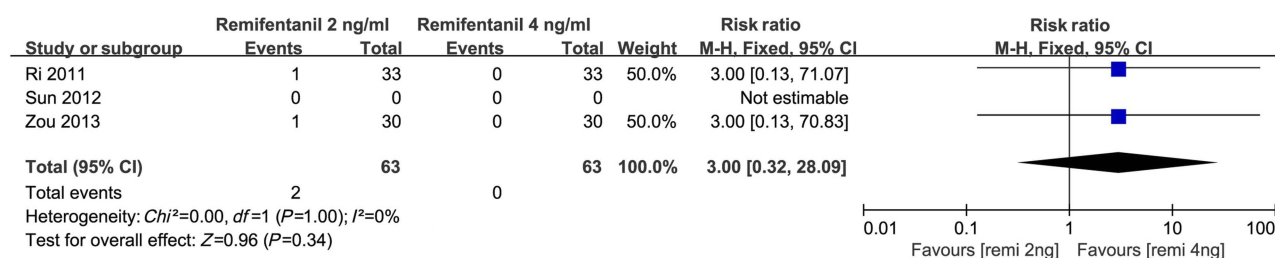 Remifentanil 2 ng/ml Remifentanil 4 ng/ml Risk ratio Risk ratio
Study or subgroup Events Total Events Total Weight M-H, Fixed, 95% CI M-H, Fixed, 95% CI
Ri 2011 1 33 0 33 50.0% 3.00 [0.13, 71.07]
Sun 2012 0 0 0 0 Not estimable
Zou 2013 1 30 0 30 50.0% 3.00 [0.13, 70.83]
Total (95% CI) 63 63 100.0% 3.00 [0.32, 28.09]
Total events 2 0
Heterogeneity: Chi²=0.00, df=1 (P=1.00); I²=0%
Test for overall effect: Z=0.96 (P=0.34)
0.01 0.1 1 10 100
Favours [remi 2ng] Favours [remi 4ng]